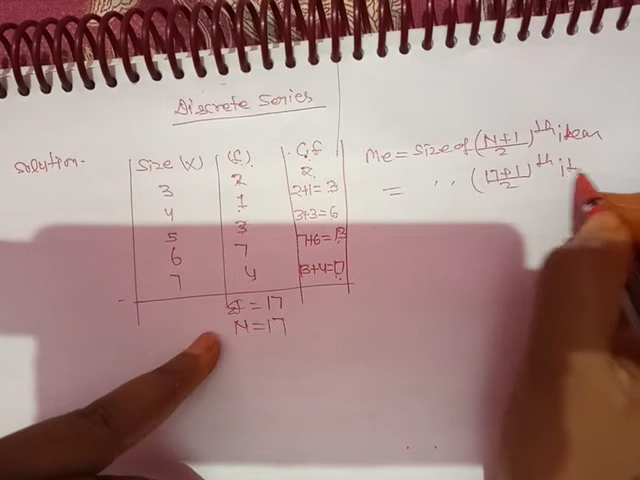 Discrete Series
Solution-
Size (X) (f) C.f
3 2 2
4 1 2+1=3
5 3 3+3=6
6 7 7+6=13
7 4 13+4=17
Σf=17
N=17
Me=Size of (N+1/2)th item
= ,, (17+1/2)th it